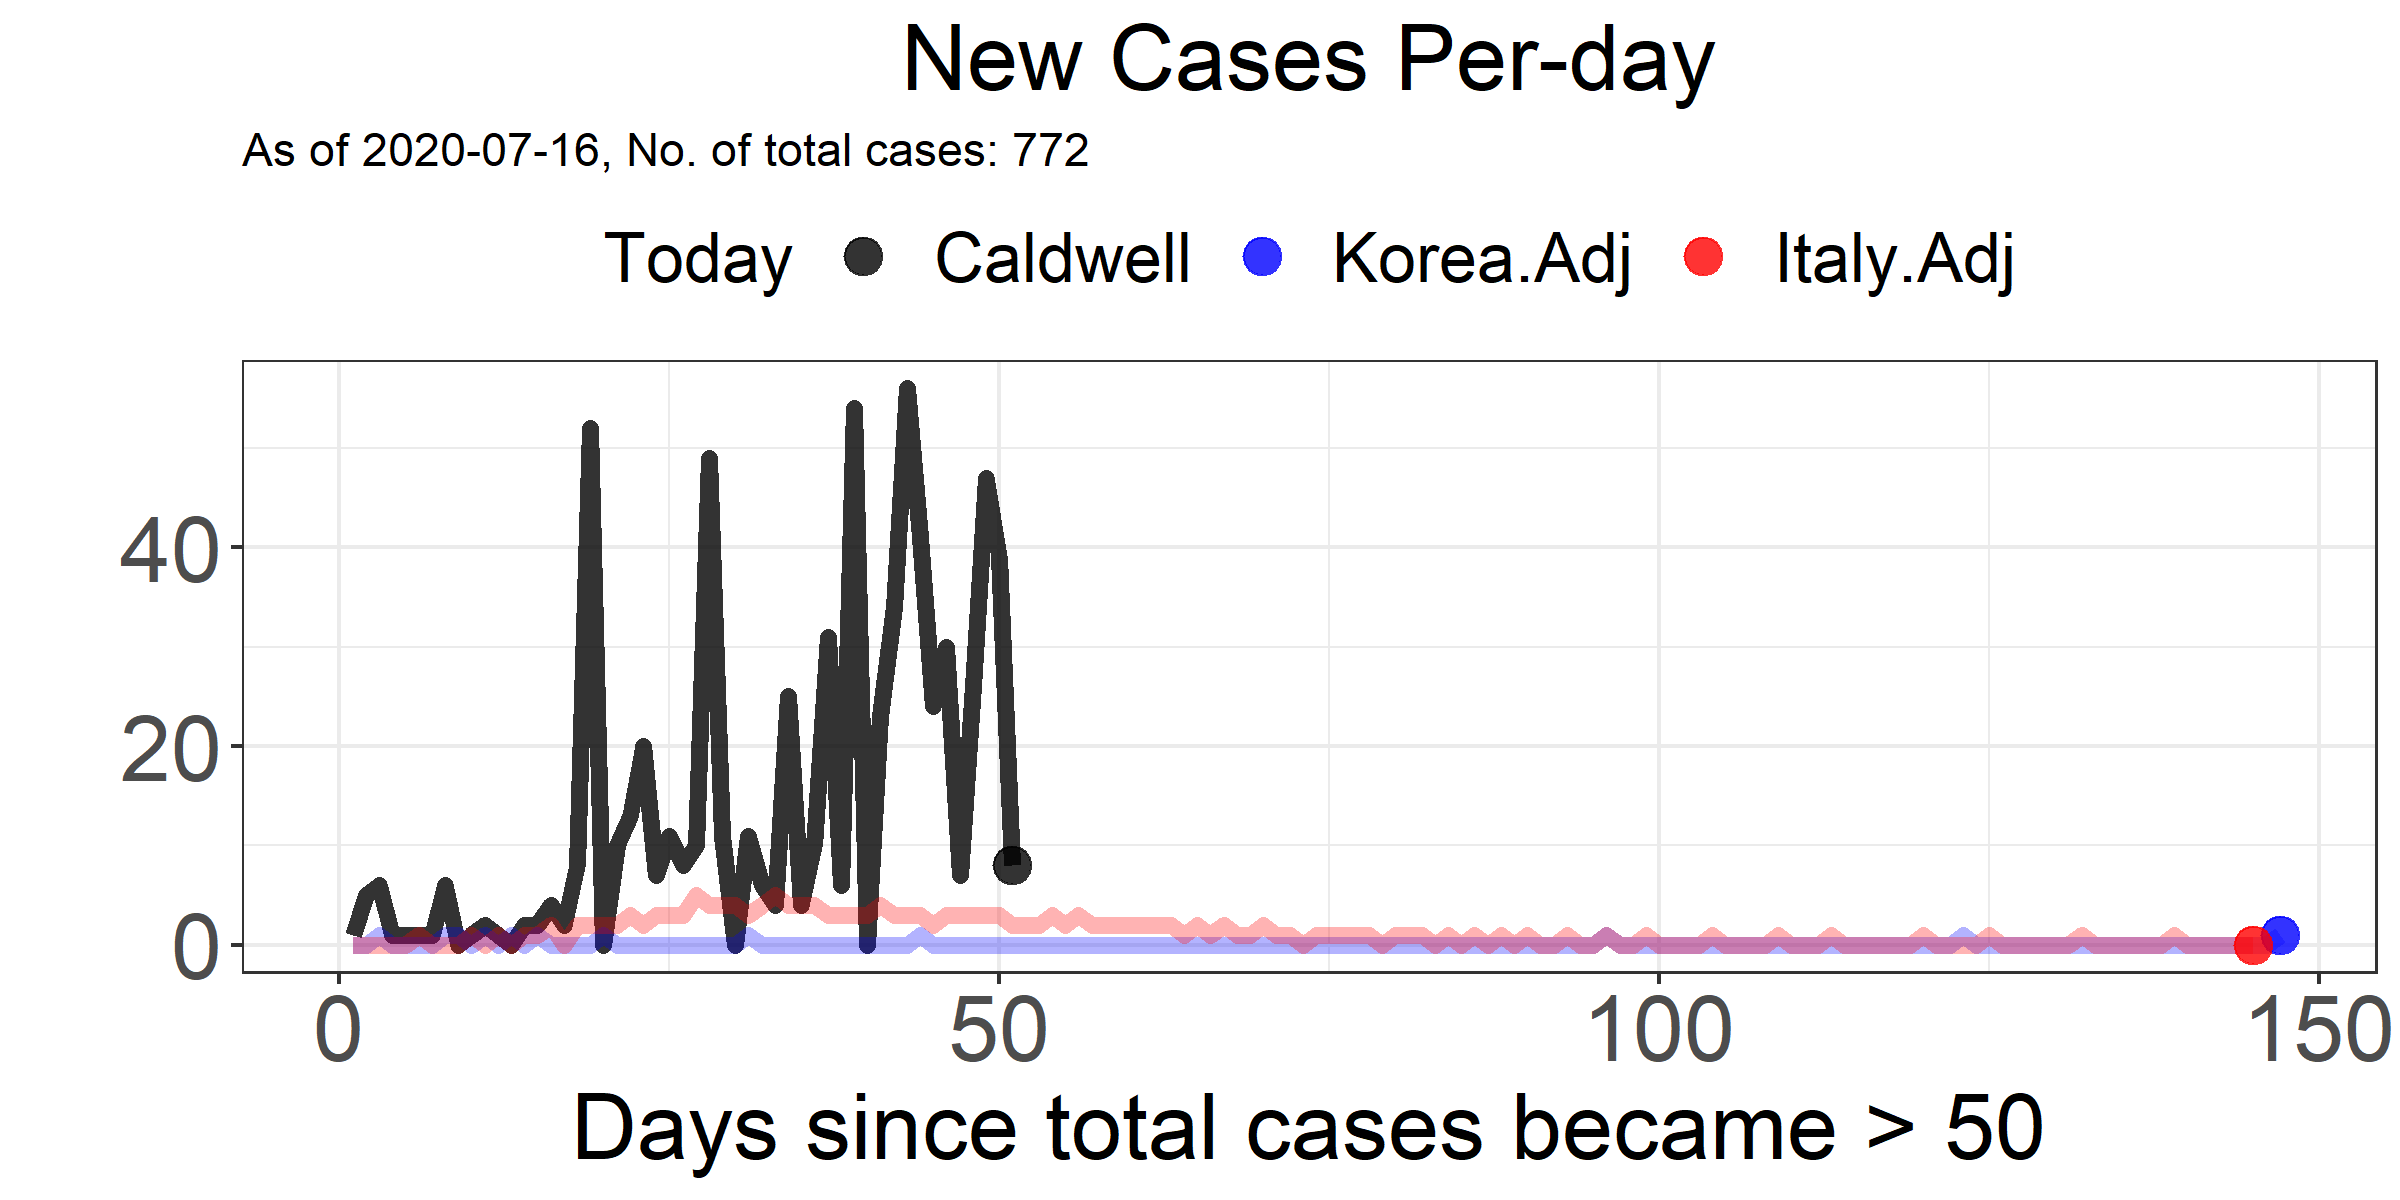 New Cases Per-day
As of 2020-07-16, No. of total cases: 772
Today Caldwell Korea.Adj Italy.Adj
40
20
0
0 50 100 150
Days since total cases became > 50